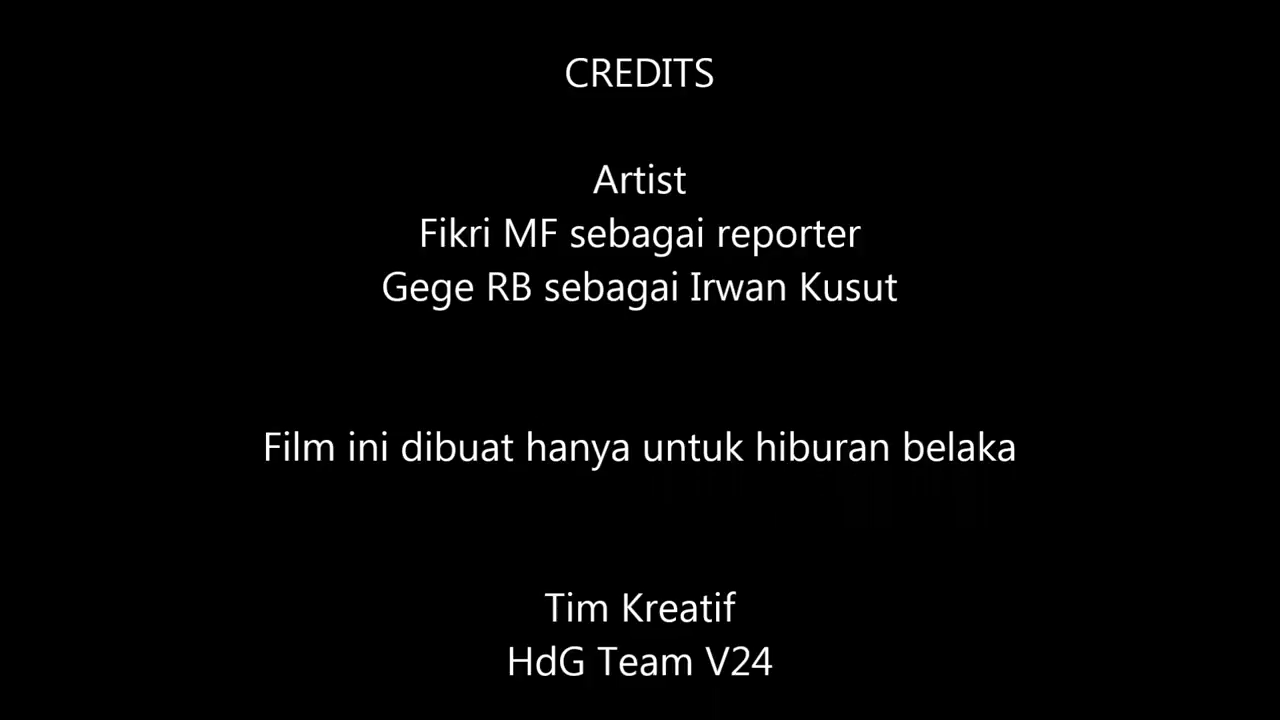 CREDITS
Artist
Fikri MF sebagai reporter
Gege RB sebagai Irwan Kusut
Film ini dibuat hanya untuk hiburan belaka
Tim Kreatif
HdG Team V24